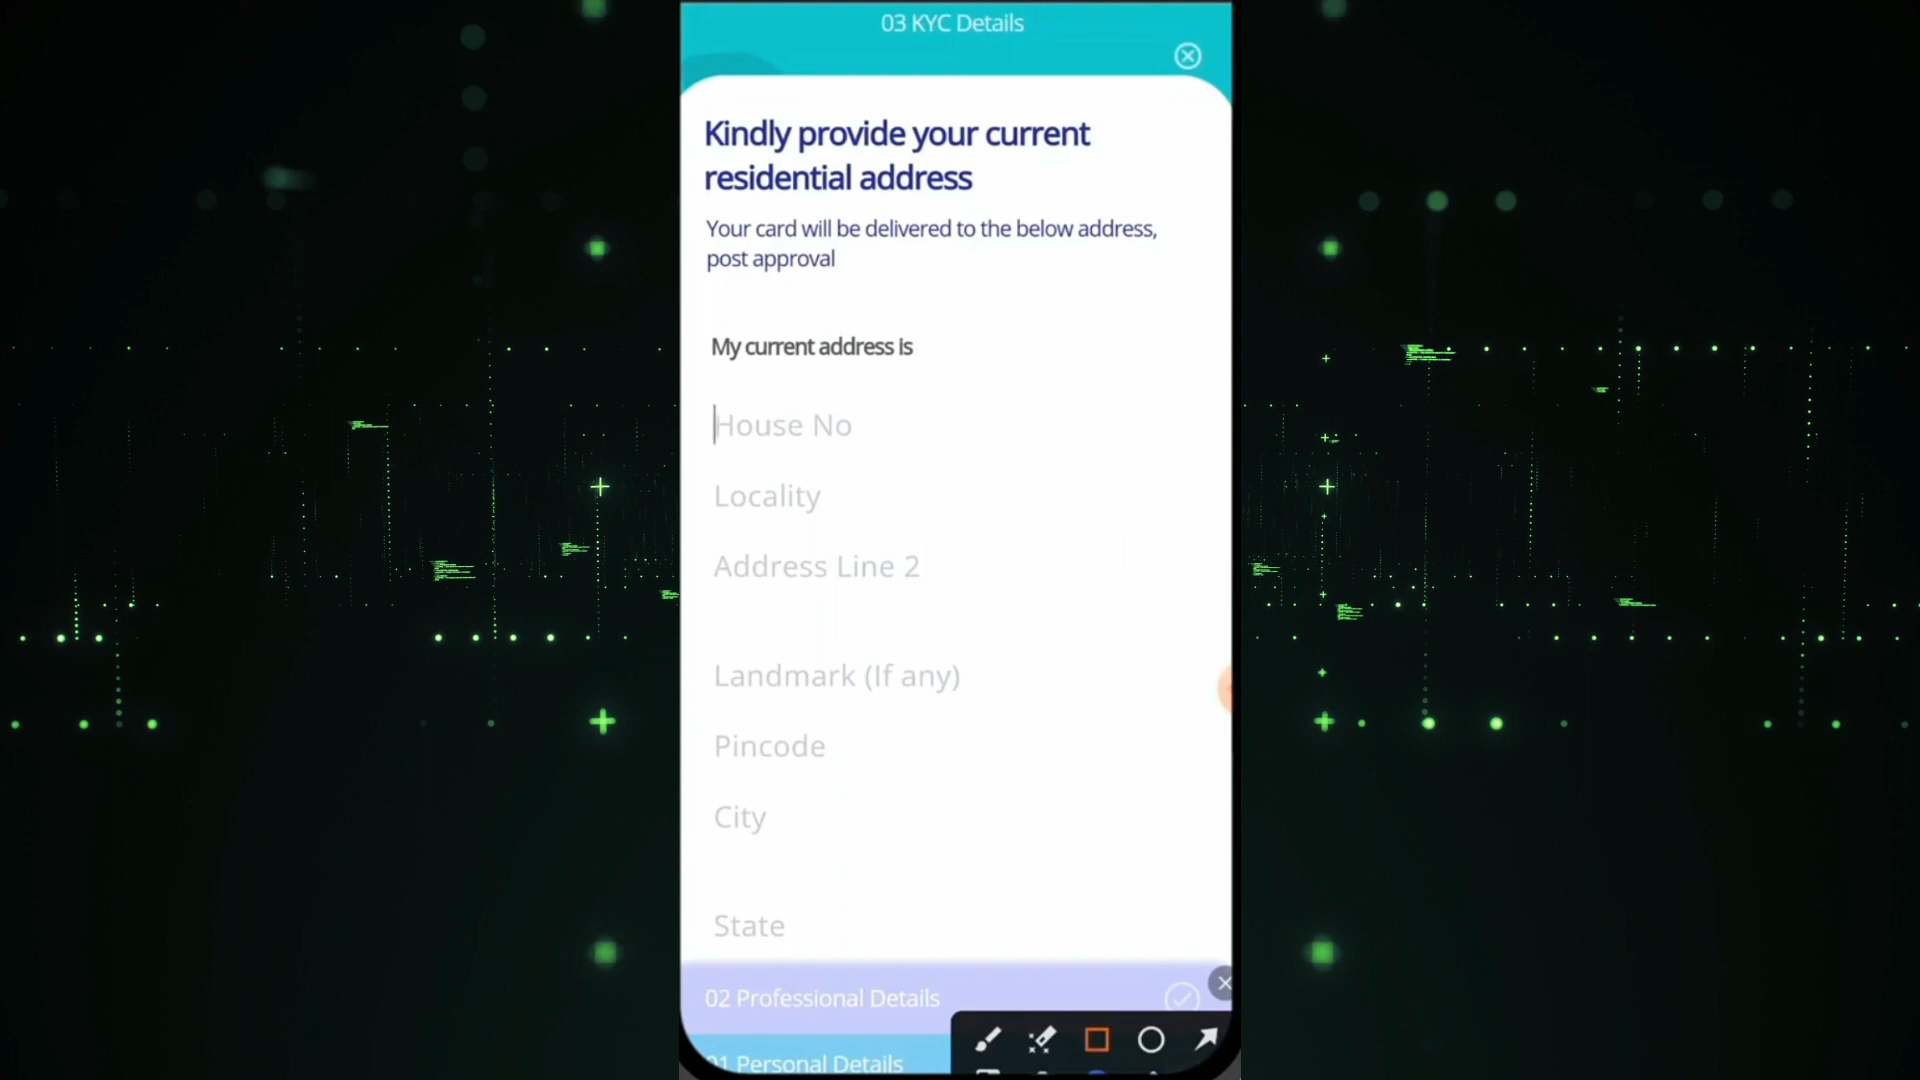 03 KYC Details
Kindly provide your current
residential address
Your card will be delivered to the below address,
post approval
My current address is
House No
Locality
Address Line 2
Landmark (If any)
Pincode
City
State
02 Professional Details
01 Personal Details